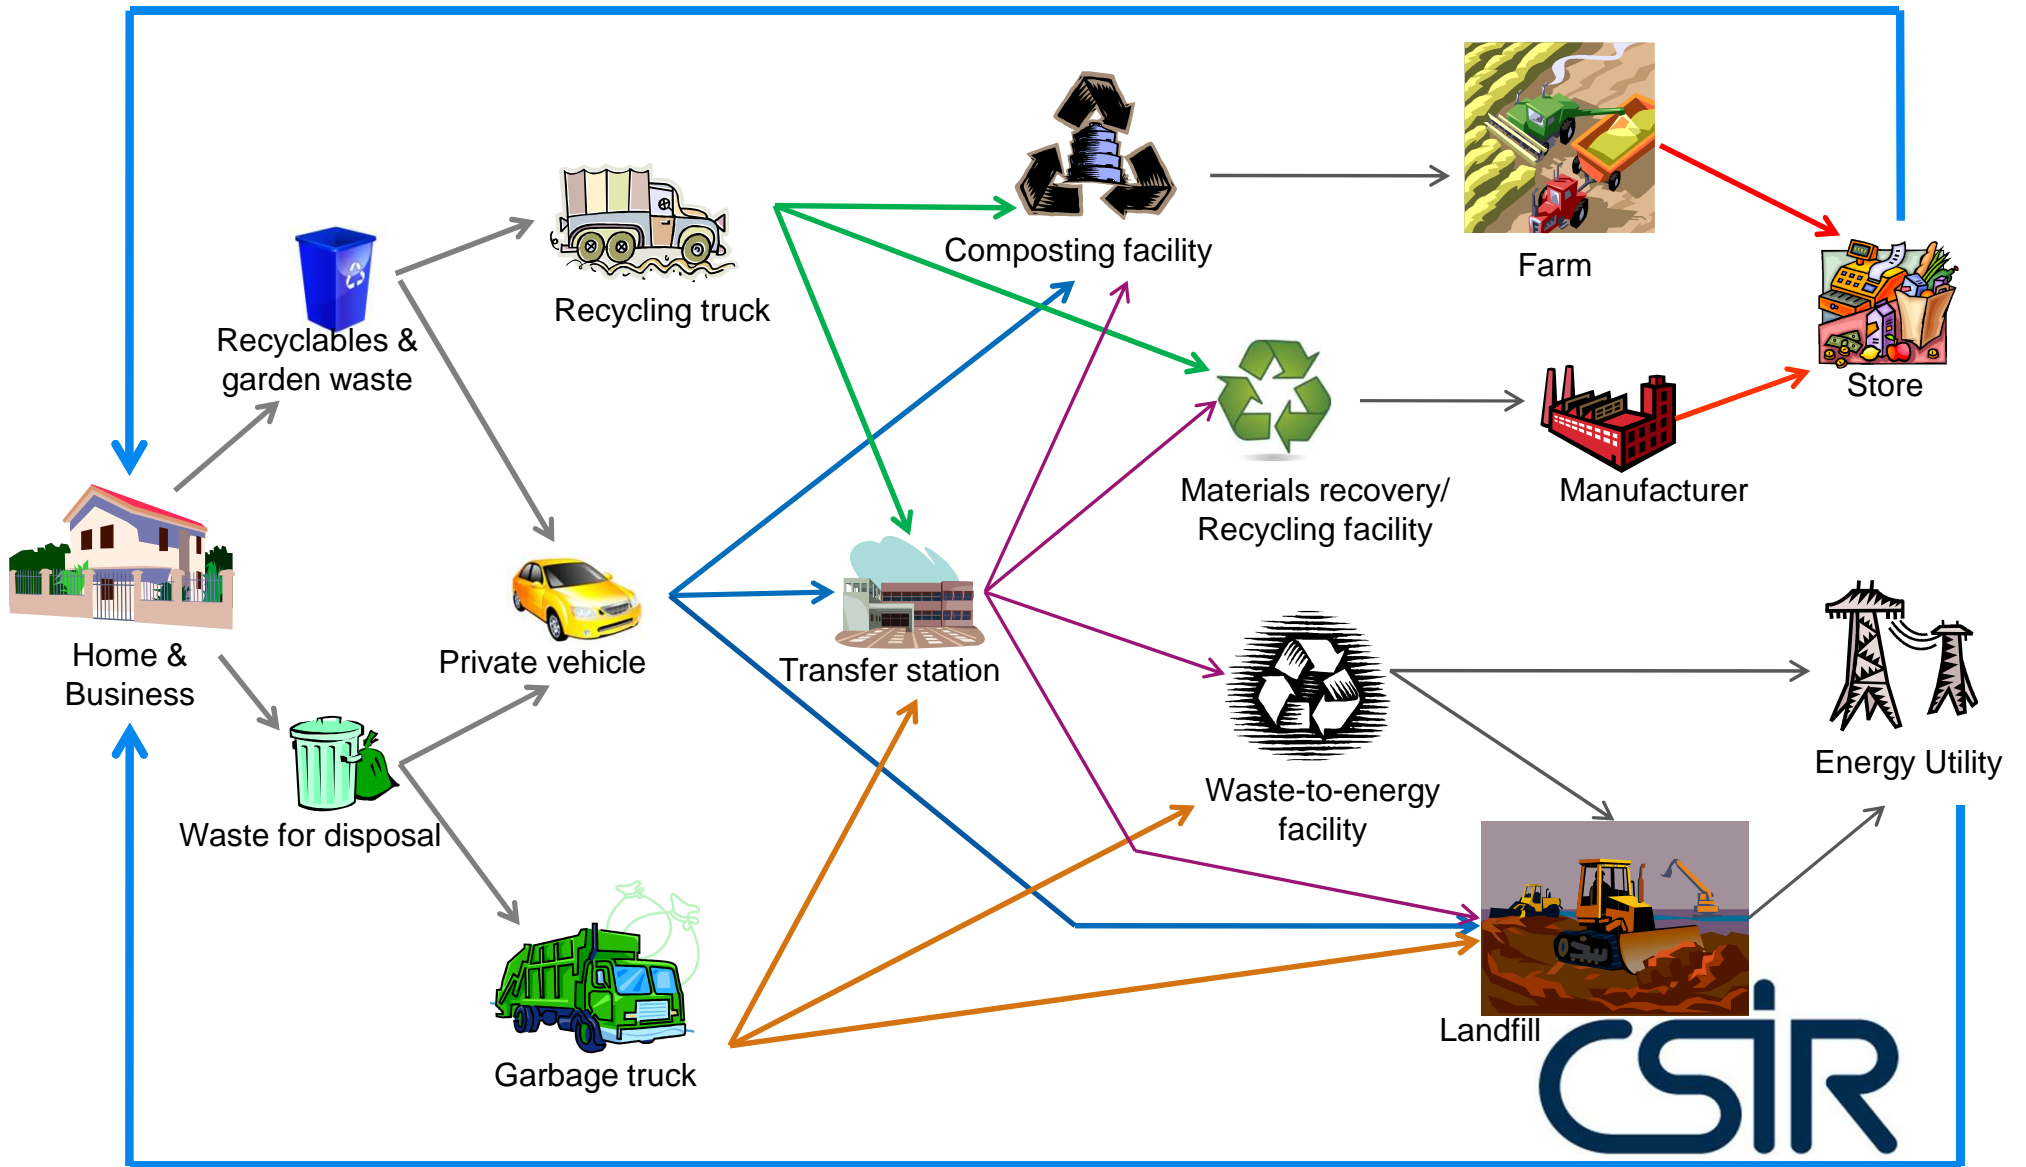 Composting facility
Farm
Recycling truck
Recyclables &
garden waste
Store
Materials recovery/
Recycling facility
Manufacturer
Home &
Business
Private vehicle
Transfer station
Waste-to-energy
facility
Energy Utility
Waste for disposal
Landfill
Garbage truck
CSIR